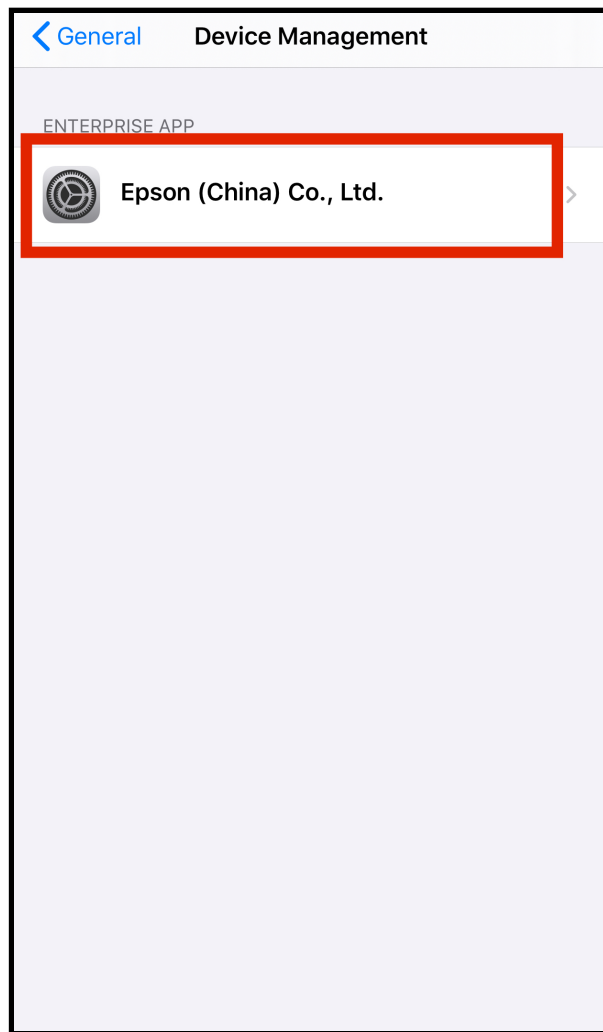 General Device Management
ENTERPRISE APP
Epson (China) Co., Ltd.